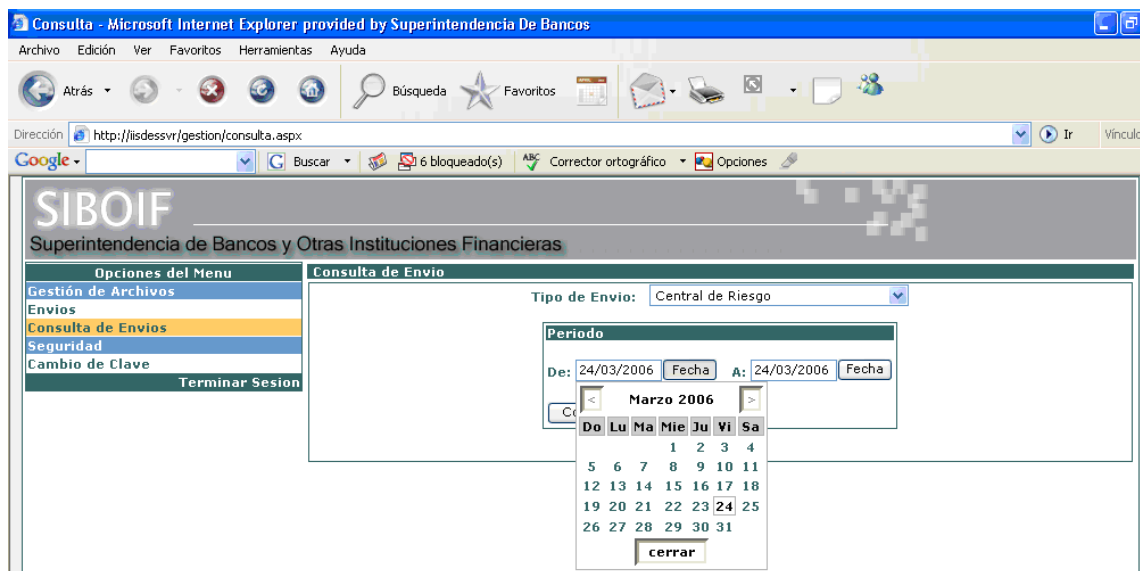 Consulta - Microsoft Internet Explorer provided by Superintendencia De Bancos
Archivo Edición Ver Favoritos Herramientas Ayuda
Atrás Búsqueda Favoritos
Dirección http://iisdessvr/gestion/consulta.aspx Ir
Google Buscar 6 bloqueado(s) ABC Corrector ortográfico Opciones
SIBOIF
Superintendencia de Bancos y Otras Instituciones Financieras
Opciones del Menu
Gestión de Archivos
Envios
Consulta de Envios
Seguridad
Cambio de Clave
Terminar Sesion
Consulta de Envio
Tipo de Envio: Central de Riesgo
Periodo
De: 24/03/2006 Fecha A: 24/03/2006 Fecha
< Marzo 2006 >
Do Lu Ma Mie Ju Vi Sa
1 2 3 4
5 6 7 8 9 10 11
12 13 14 15 16 17 18
19 20 21 22 23 24 25
26 27 28 29 30 31
cerrar